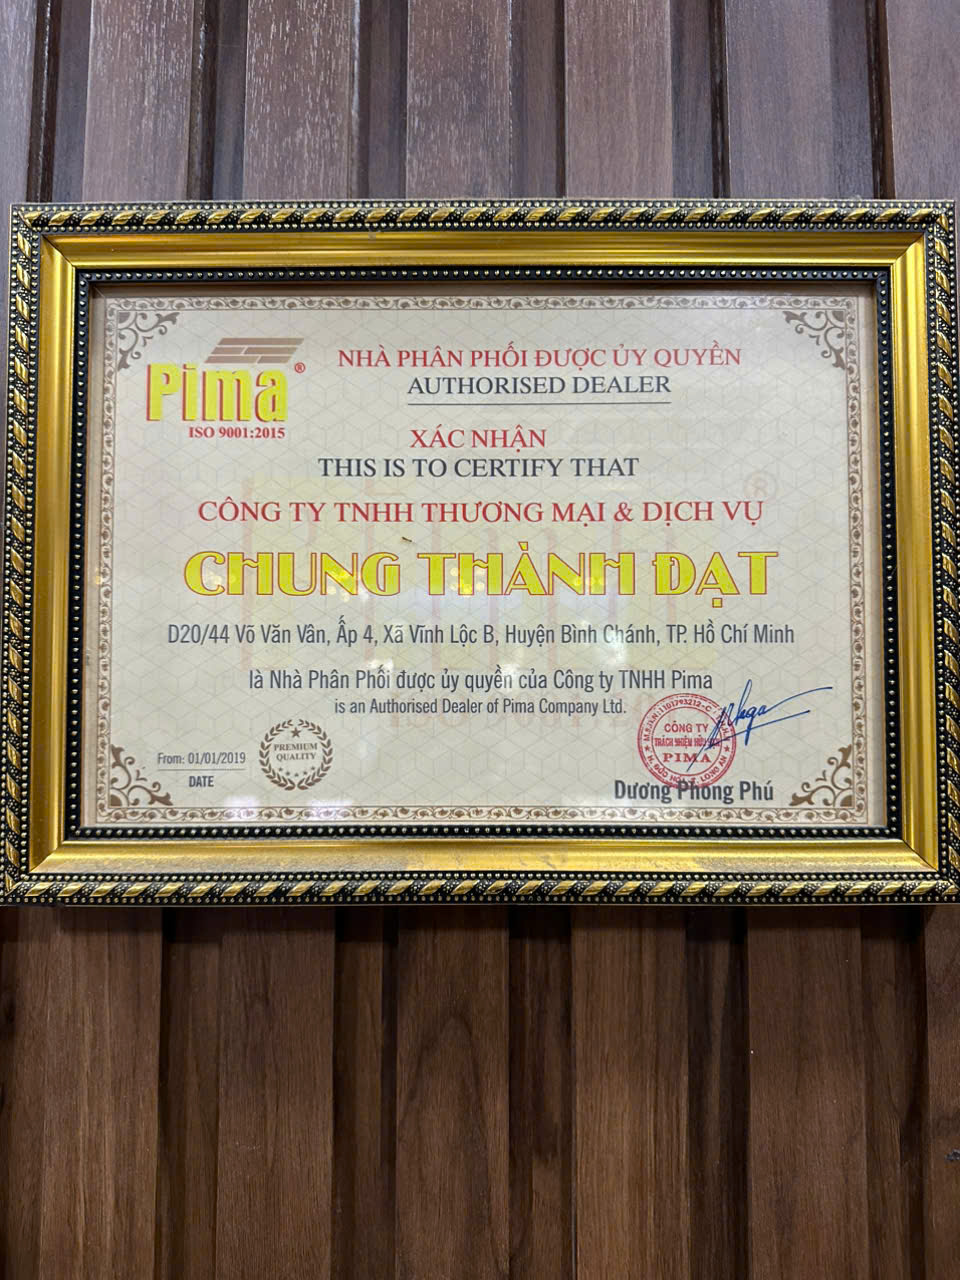 Pima®
ISO 9001:2015
NHÀ PHÂN PHỐI ĐƯỢC ỦY QUYỀN
AUTHORISED DEALER
XÁC NHẬN
THIS IS TO CERTIFY THAT
CÔNG TY TNHH THƯƠNG MẠI & DỊCH VỤ
CHUNG THÀNH ĐẠT
D20/44 Võ Văn Vân, Ấp 4, Xã Vĩnh Lộc B, Huyện Bình Chánh, TP. Hồ Chí Minh
là Nhà Phân Phối được ủy quyền của Công ty TNHH Pima
is an Authorised Dealer of Pima Company Ltd.
From: 01/01/2019
DATE
PREMIUM
QUALITY
CÔNG TY
TRÁCH NHIỆM HỮU
PIMA
Dương Phong Phú